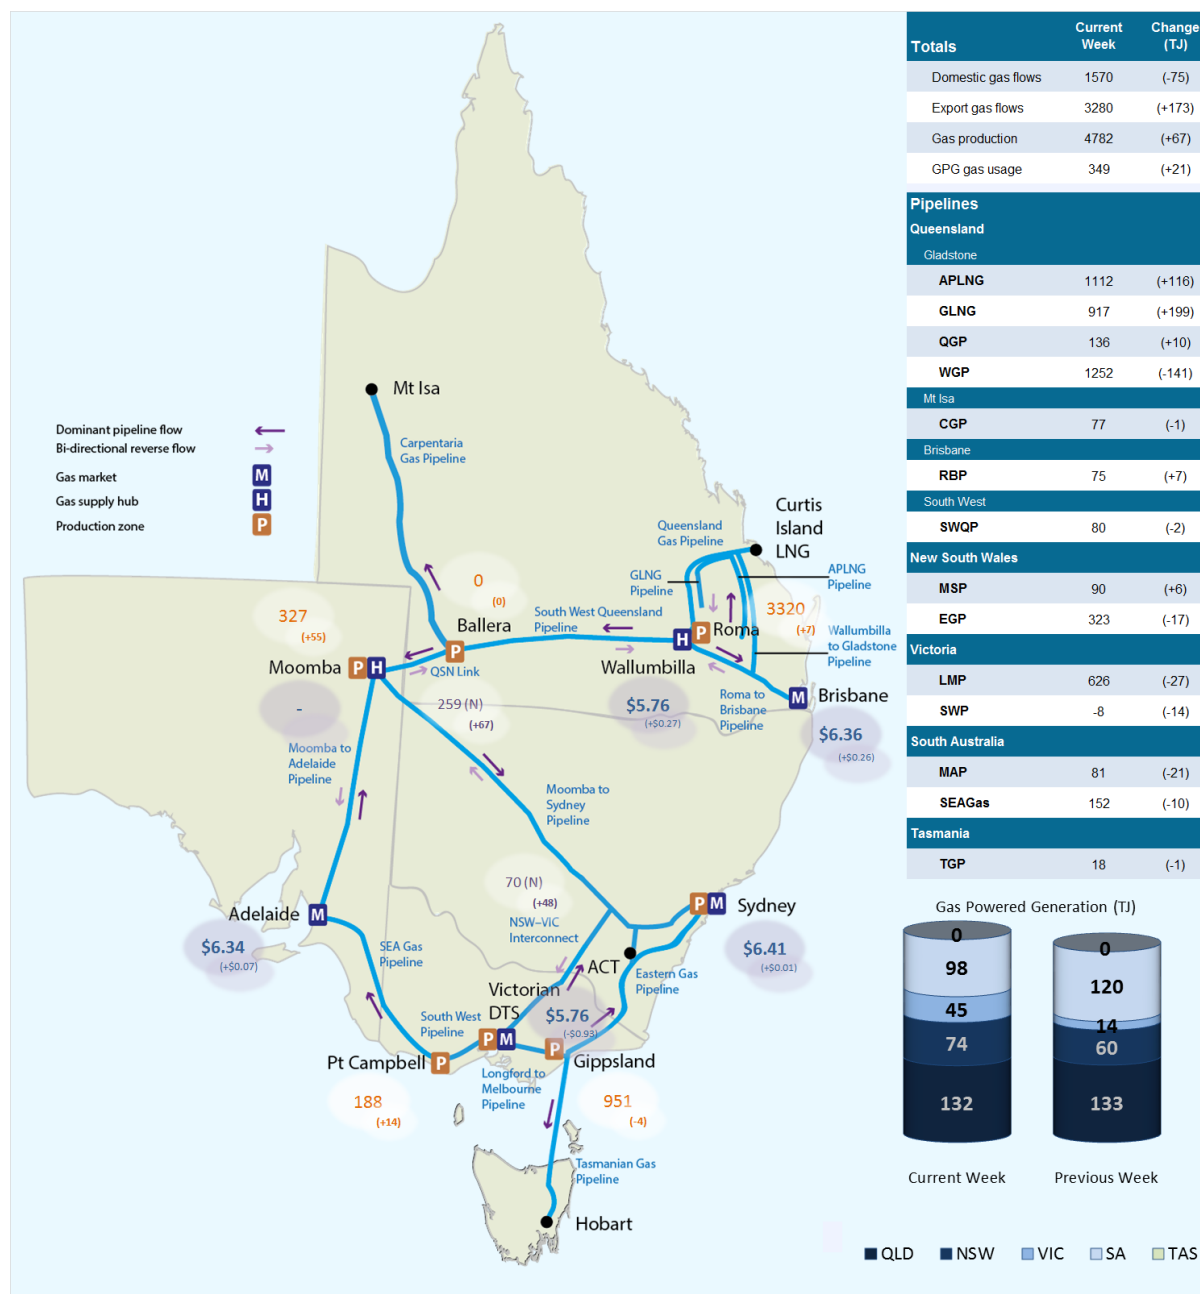 Mt Isa
Dominant pipeline flow
Bi-directional reverse flow
Gas market M
Gas supply hub H
Production zone P
Carpentaria
Gas Pipeline
Curtis
Island
LNG
Queensland
Gas Pipeline
GLNG
Pipeline
APLNG
Pipeline
0
(0)
3320
(+7)
327
(+55)
South West Queensland
Pipeline
Ballera
P
H
P
Roma
Wallumbilla
to Gladstone
Pipeline
Moomba
P
H
QSN Link
Wallumbilla
-
259 (N)
(+67)
$5.76
(+$0.27)
Roma to
Brisbane
Pipeline
M
Brisbane
$6.36
(+$0.26)
Moomba to
Adelaide
Pipeline
Moomba to
Sydney
Pipeline
70 (N)
(+48)
NSW–VIC
Interconnect
P
M
Sydney
$6.41
(+$0.01)
Adelaide
M
$6.34
(+$0.07)
SEA Gas
Pipeline
ACT
Eastern Gas
Pipeline
Victorian
DTS
$5.76
(-$0.93)
South West
Pipeline
P
M
P
Gippsland
Pt Campbell
P
188
(+14)
Longford to
Melbourne
Pipeline
951
(-4)
Tasmanian Gas
Pipeline
Hobart
Totals Current Week Change (TJ)
Domestic gas flows 1570 (-75)
Export gas flows 3280 (+173)
Gas production 4782 (+67)
GPG gas usage 349 (+21)
Pipelines
Queensland
Gladstone
APLNG 1112 (+116)
GLNG 917 (+199)
QGP 136 (+10)
WGP 1252 (-141)
Mt Isa
CGP 77 (-1)
Brisbane
RBP 75 (+7)
South West
SWQP 80 (-2)
New South Wales
MSP 90 (+6)
EGP 323 (-17)
Victoria
LMP 626 (-27)
SWP -8 (-14)
South Australia
MAP 81 (-21)
SEAGas 152 (-10)
Tasmania
TGP 18 (-1)
Gas Powered Generation (TJ)
0
98
45
74
132
0
120
14
60
133
Current Week
Previous Week
QLD NSW VIC SA TAS